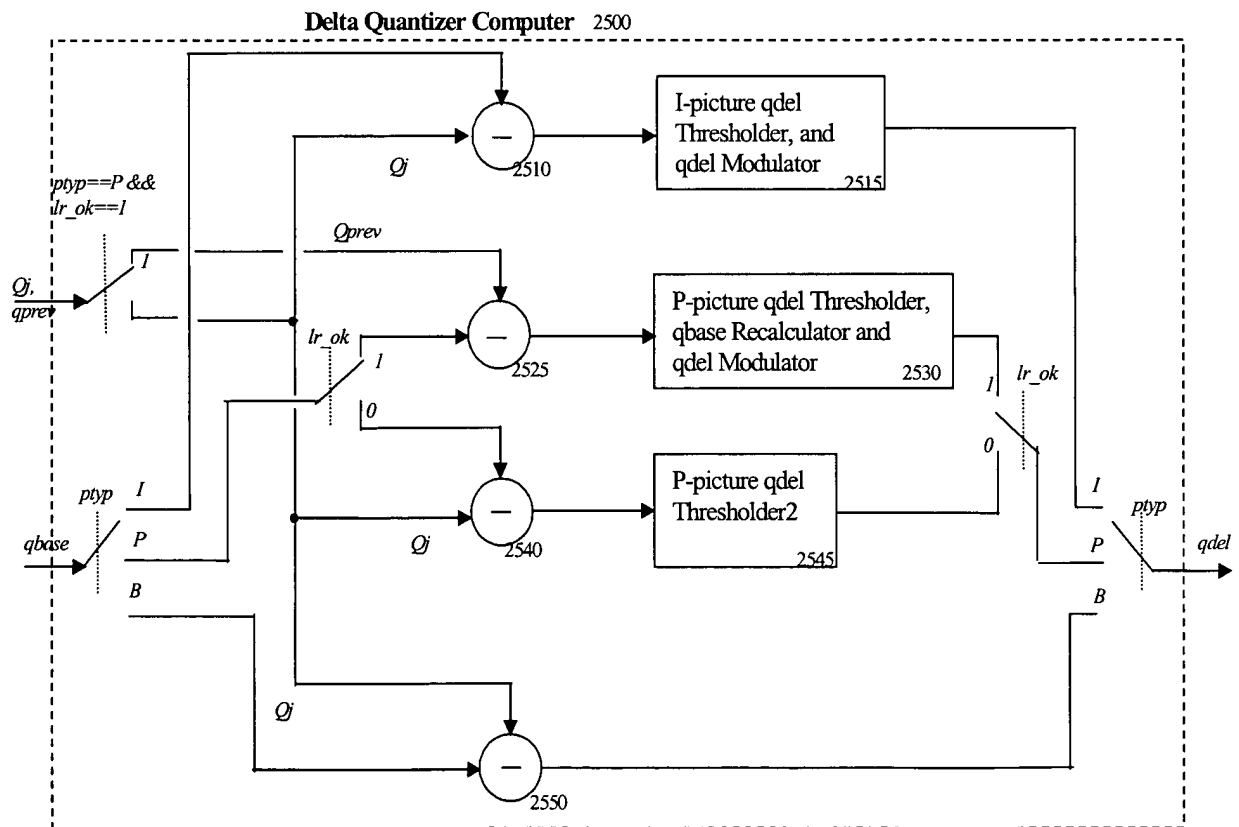 Delta Quantizer Computer 2500
I-picture qdel
Thresholder, and
qdel Modulator
2515
Qj
2510
ptyp==P &&
lr_ok==1
1
Qprev
Qj,
qprev
P-picture qdel Thresholder,
qbase Recalculator and
qdel Modulator
2530
lr_ok
1
2525
lr_ok
1
0
0
P-picture qdel
Thresholder2
2545
ptyp
I
Qj
2540
I
ptyp
qbase
P
P
qdel
B
B
Qj
2550